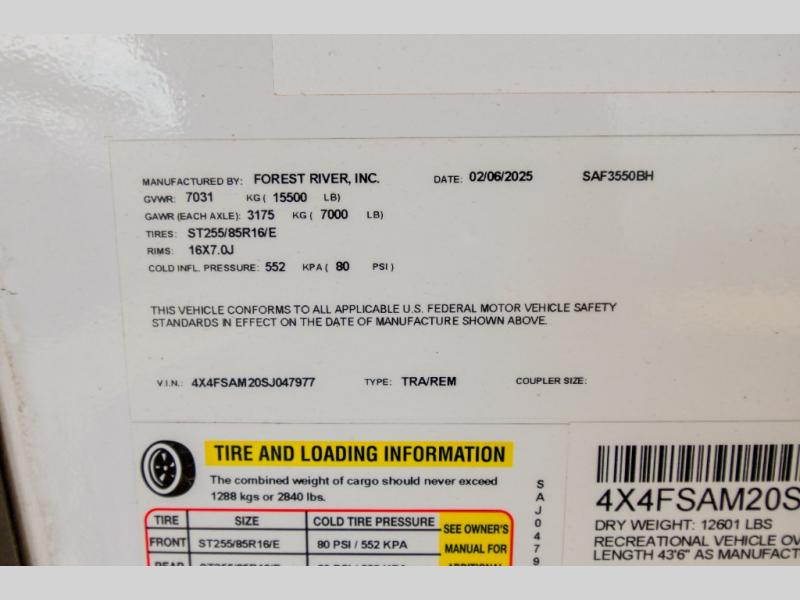 MANUFACTURED BY: FOREST RIVER, INC. DATE: 02/06/2025 SAF3550BH
GVWR: 7031 KG ( 15500 LB)
GAWR (EACH AXLE): 3175 KG ( 7000 LB)
TIRES: ST255/85R16/E
RIMS: 16X7.0J
COLD INFL. PRESSURE: 552 KPA ( 80 PSI )
THIS VEHICLE CONFORMS TO ALL APPLICABLE U.S. FEDERAL MOTOR VEHICLE SAFETY
STANDARDS IN EFFECT ON THE DATE OF MANUFACTURE SHOWN ABOVE.
V.I.N.: 4X4FSAM20SJ047977 TYPE: TRA/REM COUPLER SIZE:
TIRE AND LOADING INFORMATION
The combined weight of cargo should never exceed
1288 kgs or 2840 lbs.
TIRE SIZE COLD TIRE PRESSURE SEE OWNER'S
FRONT ST255/85R16/E 80 PSI / 552 KPA MANUAL FOR
SAJ0479
4X4FSAM20S
DRY WEIGHT: 12601 LBS
RECREATIONAL VEHICLE OV
LENGTH 43'6" AS MANUFACT